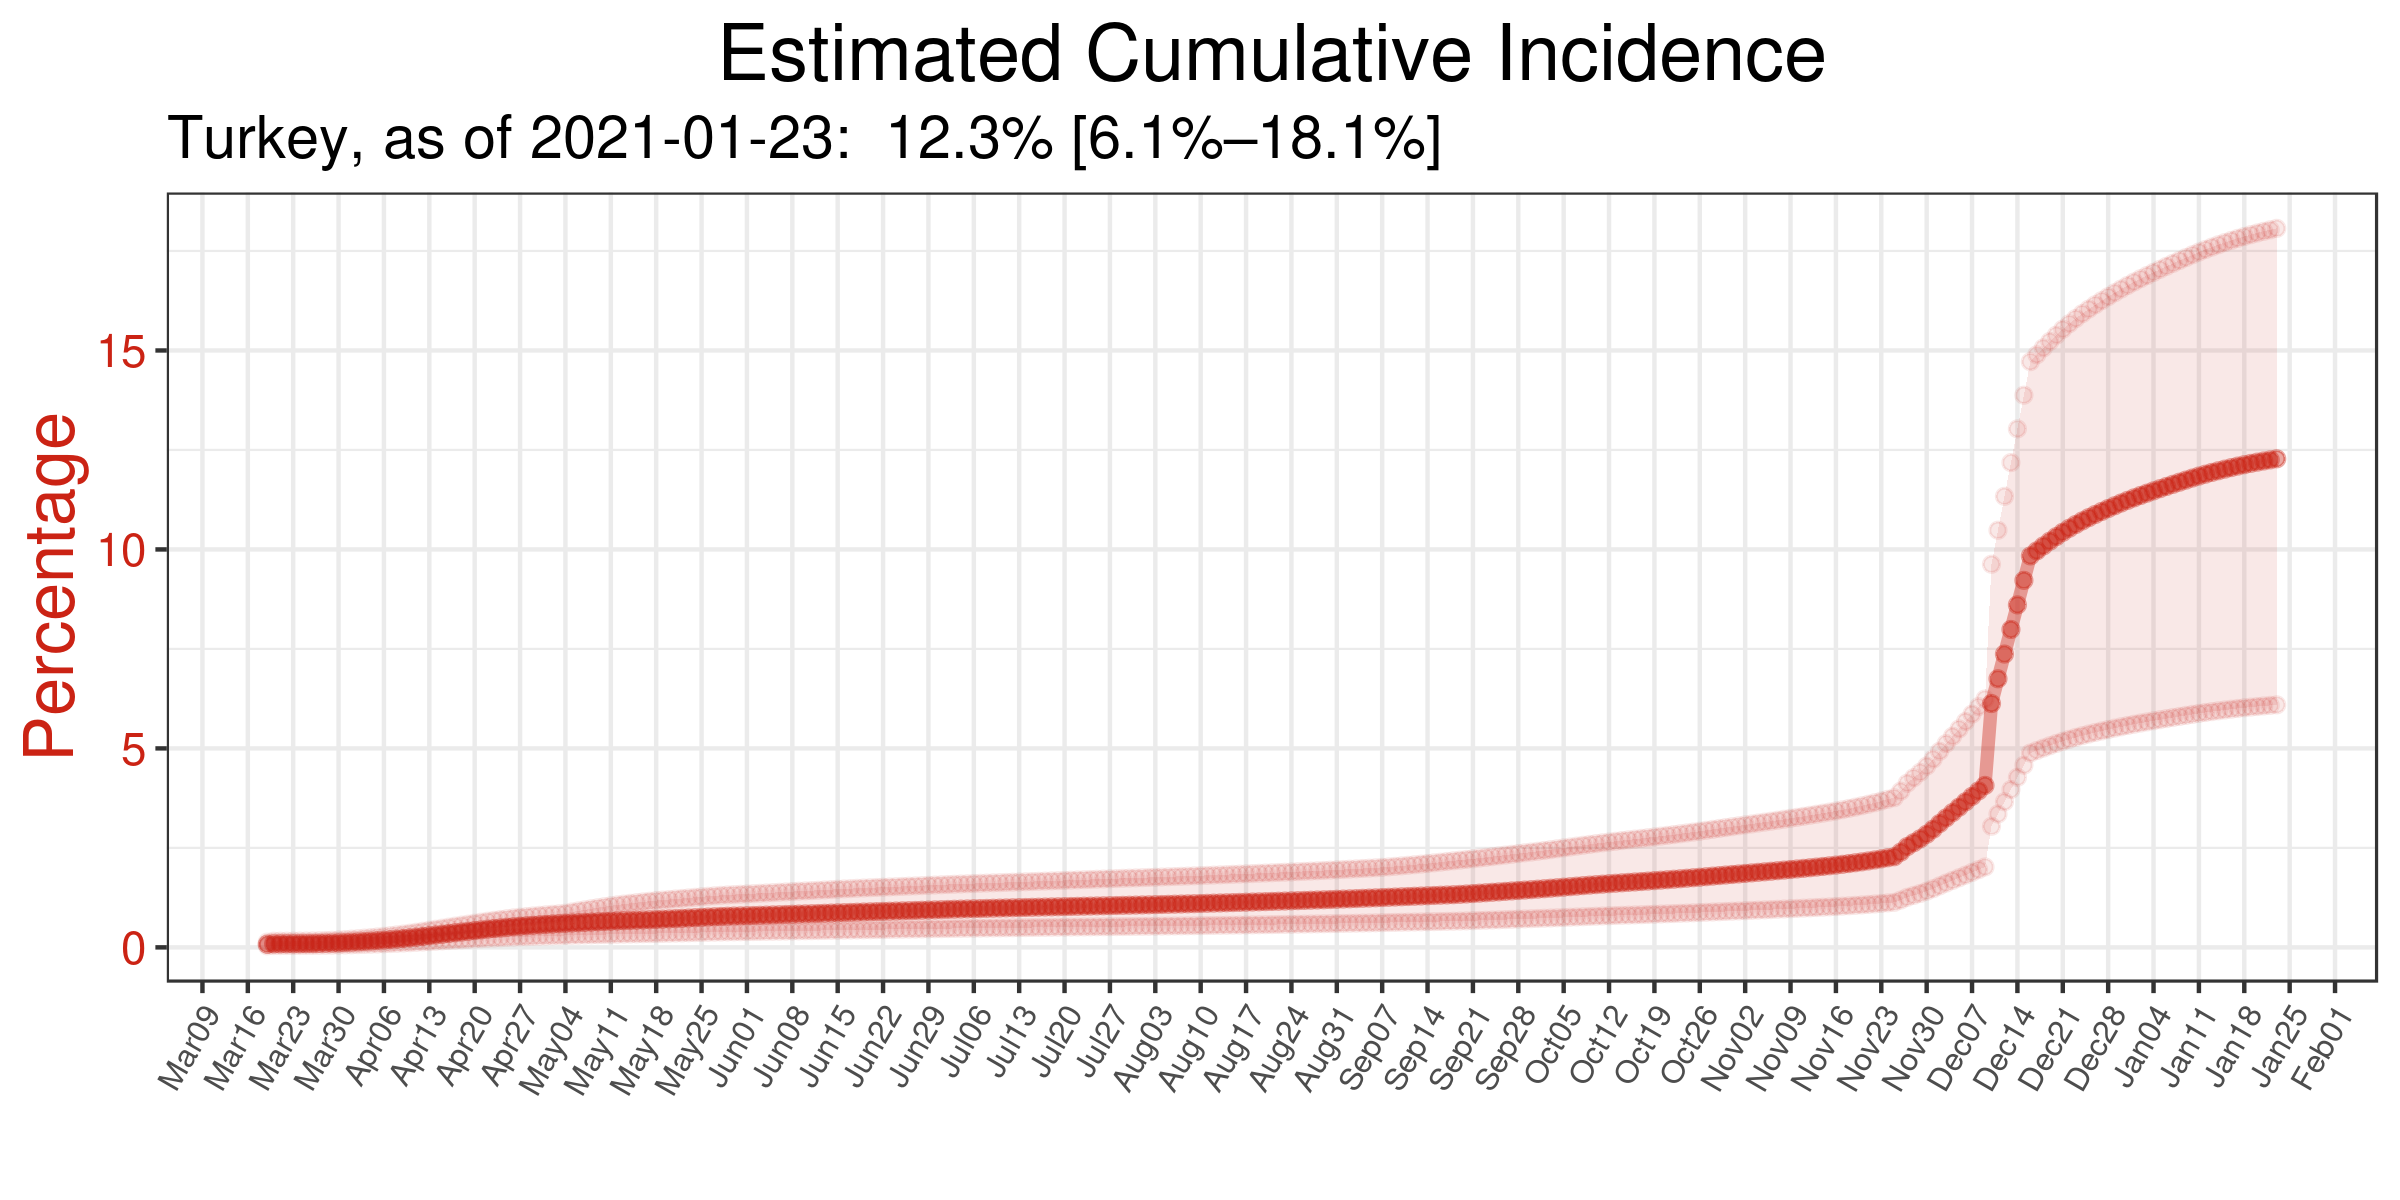 Estimated Cumulative Incidence
Turkey, as of 2021-01-23:  12.3% [6.1%–18.1%]
Percentage
15
10
5
0
Mar09
Mar16
Mar23
Mar30
Apr06
Apr13
Apr20
Apr27
May04
May11
May18
May25
Jun01
Jun08
Jun15
Jun22
Jun29
Jul06
Jul13
Jul20
Jul27
Aug03
Aug10
Aug17
Aug24
Aug31
Sep07
Sep14
Sep21
Sep28
Oct05
Oct12
Oct19
Oct26
Nov02
Nov09
Nov16
Nov23
Nov30
Dec07
Dec14
Dec21
Dec28
Jan04
Jan11
Jan18
Jan25
Feb01